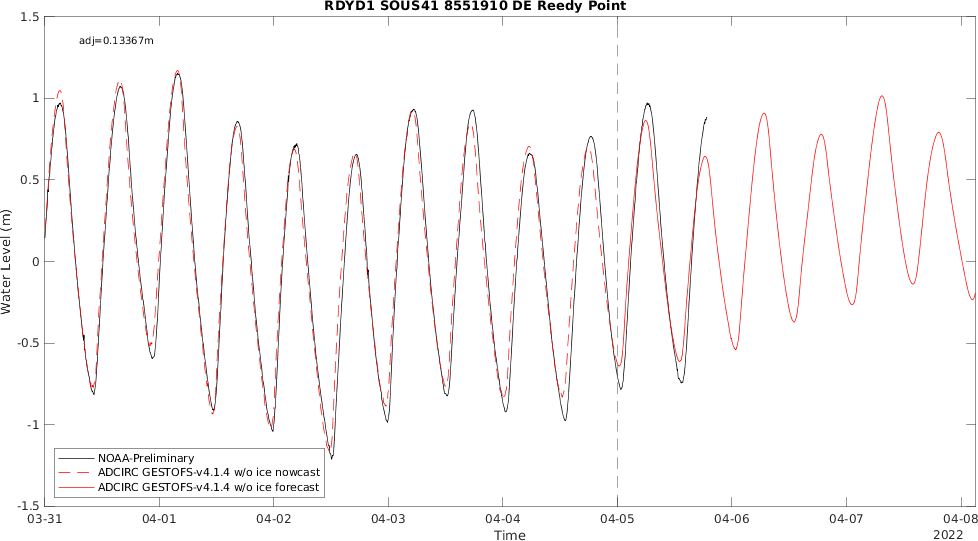 RDYD1 SOUS41 8551910 DE Reedy Point
1.5
adj=0.13367m
1
0.5
0
Water Level (m)
-0.5
-1
NOAA-Preliminary
ADCIRC GESTOFS-v4.1.4 w/o ice nowcast
ADCIRC GESTOFS-v4.1.4 w/o ice forecast
-1.5
03-31 04-01 04-02 04-03 04-04 04-05 04-06 04-07 04-08
Time 2022